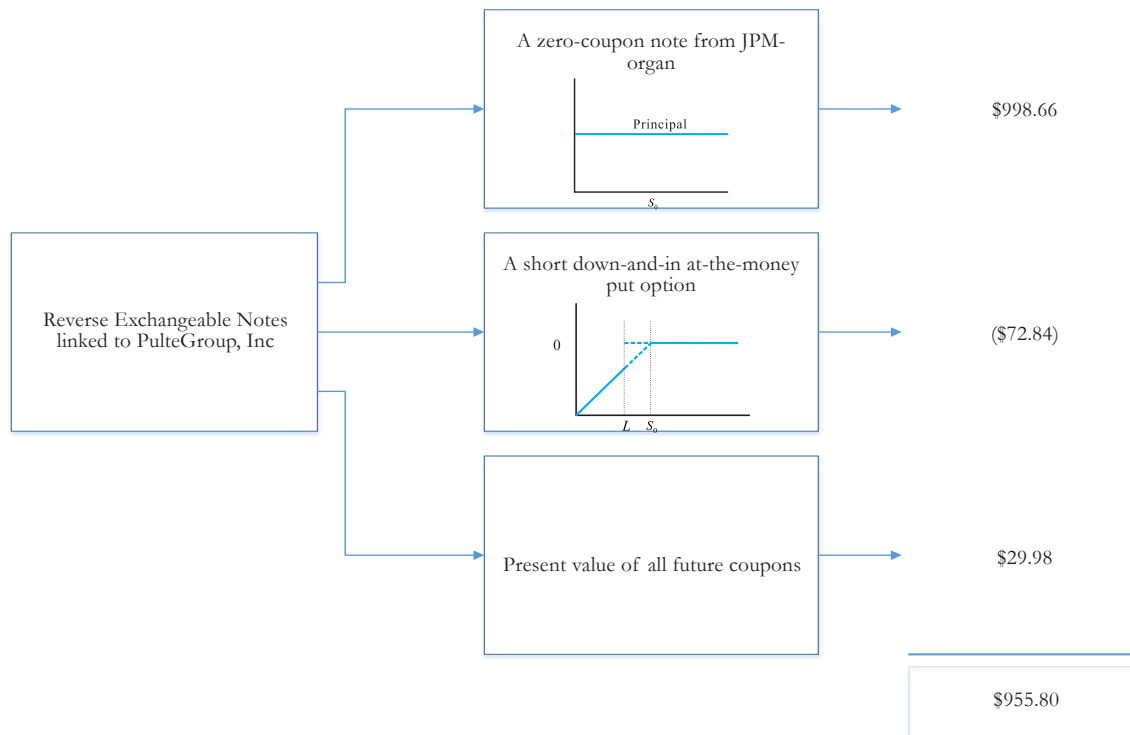 A zero-coupon note from JPM-
organ
Principal
S₀
$998.66
Reverse Exchangeable Notes
linked to PulteGroup, Inc
A short down-and-in at-the-money
put option
0
L S₀
($72.84)
Present value of all future coupons
$29.98
$955.80